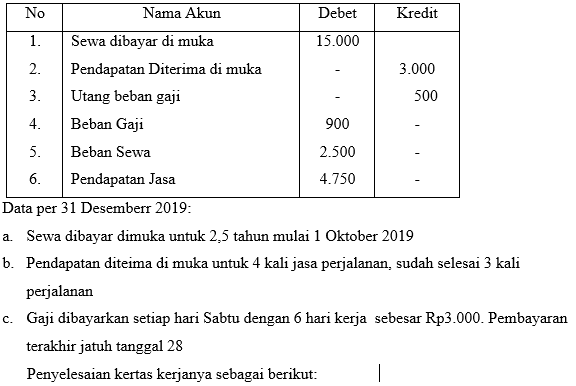 No Nama Akun Debet Kredit
1. Sewa dibayar di muka 15.000
2. Pendapatan Diterima di muka - 3.000
3. Utang beban gaji - 500
4. Beban Gaji 900 -
5. Beban Sewa 2.500 -
6. Pendapatan Jasa 4.750 -
Data per 31 Desemberr 2019:
a. Sewa dibayar dimuka untuk 2,5 tahun mulai 1 Oktober 2019
b. Pendapatan diteima di muka untuk 4 kali jasa perjalanan, sudah selesai 3 kali
perjalanan
c. Gaji dibayarkan setiap hari Sabtu dengan 6 hari kerja sebesar Rp3.000. Pembayaran
terakhir jatuh tanggal 28
Penyelesaian kertas kerjanya sebagai berikut: